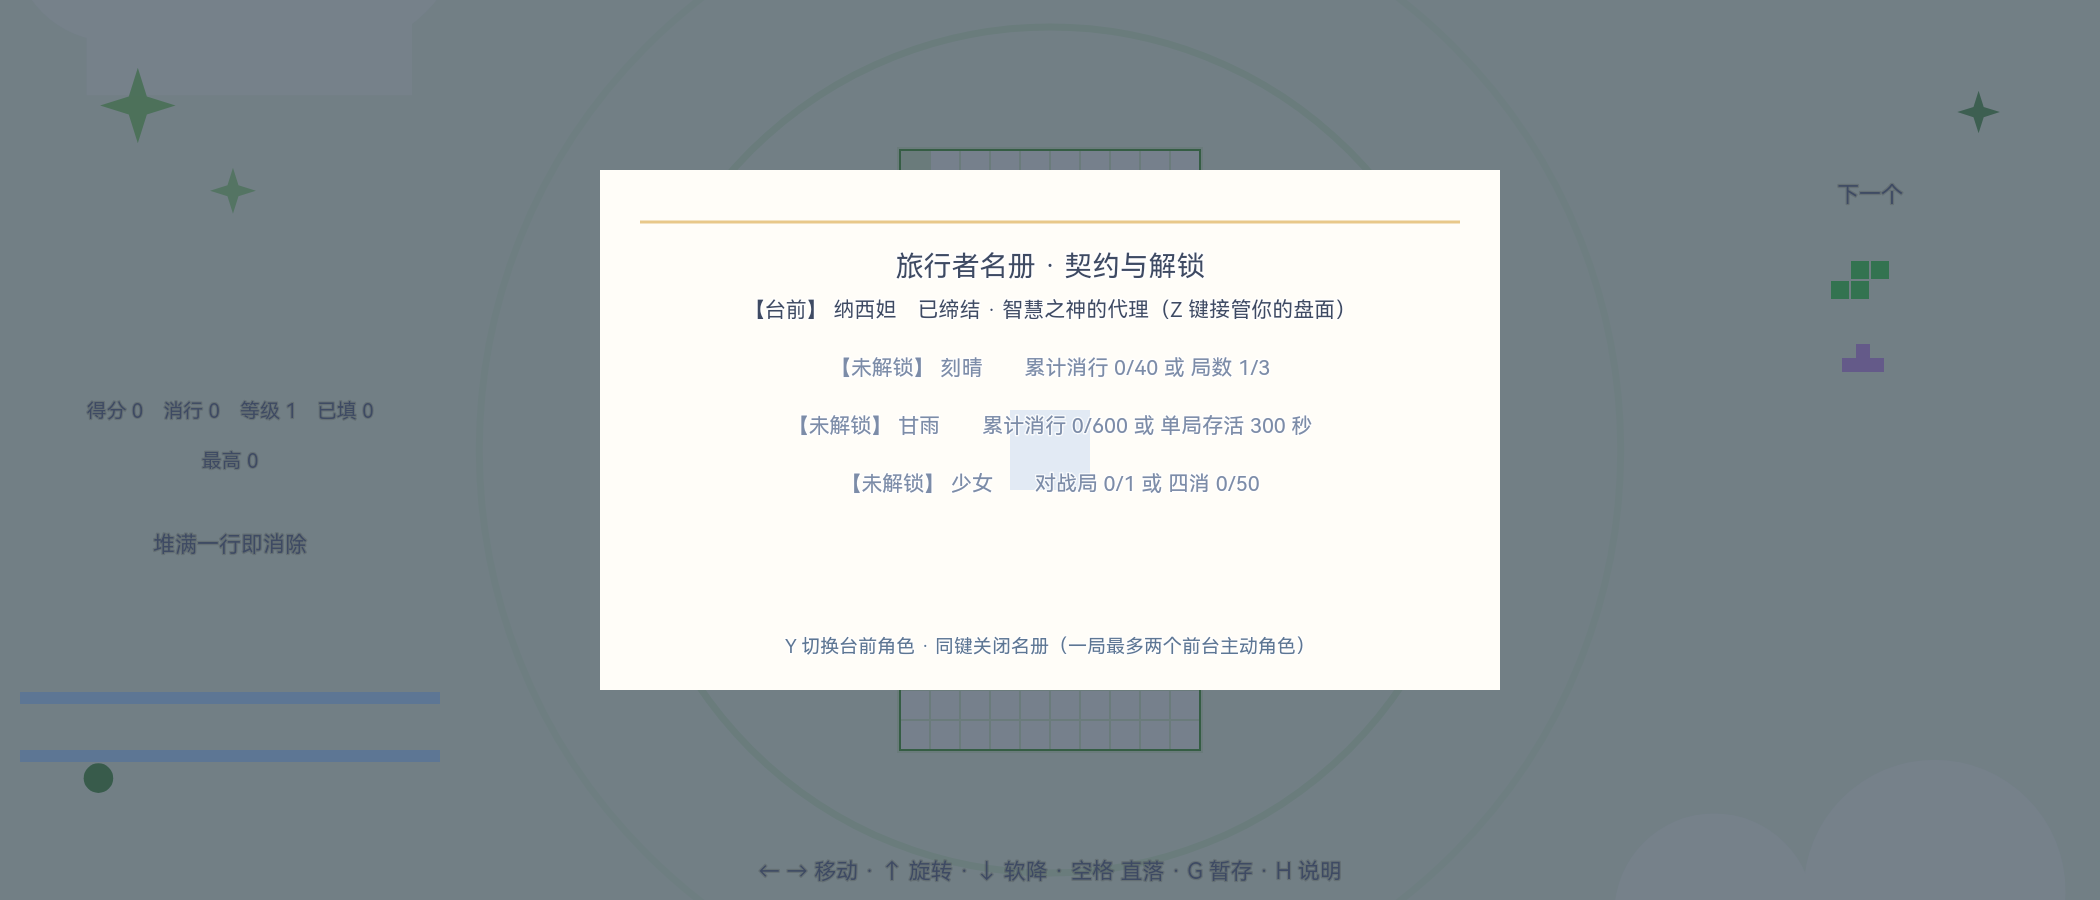 下一个
旅行者名册 · 契约与解锁
【台前】 纳西妲 已缔结 · 智慧之神的代理（Z 键接管你的盘面）
【未解锁】 刻晴 累计消行 0/40 或 局数 1/3
【未解锁】 甘雨 累计消行 0/600 或 单局存活 300 秒
【未解锁】 少女 对战局 0/1 或 四消 0/50
Y 切换台前角色 · 同键关闭名册（一局最多两个前台主动角色）
得分 0 消行 0 等级 1 已填 0
最高 0
堆满一行即消除
← → 移动 · ↑ 旋转 · ↓ 软降 · 空格 直落 · G 暂存 · H 说明